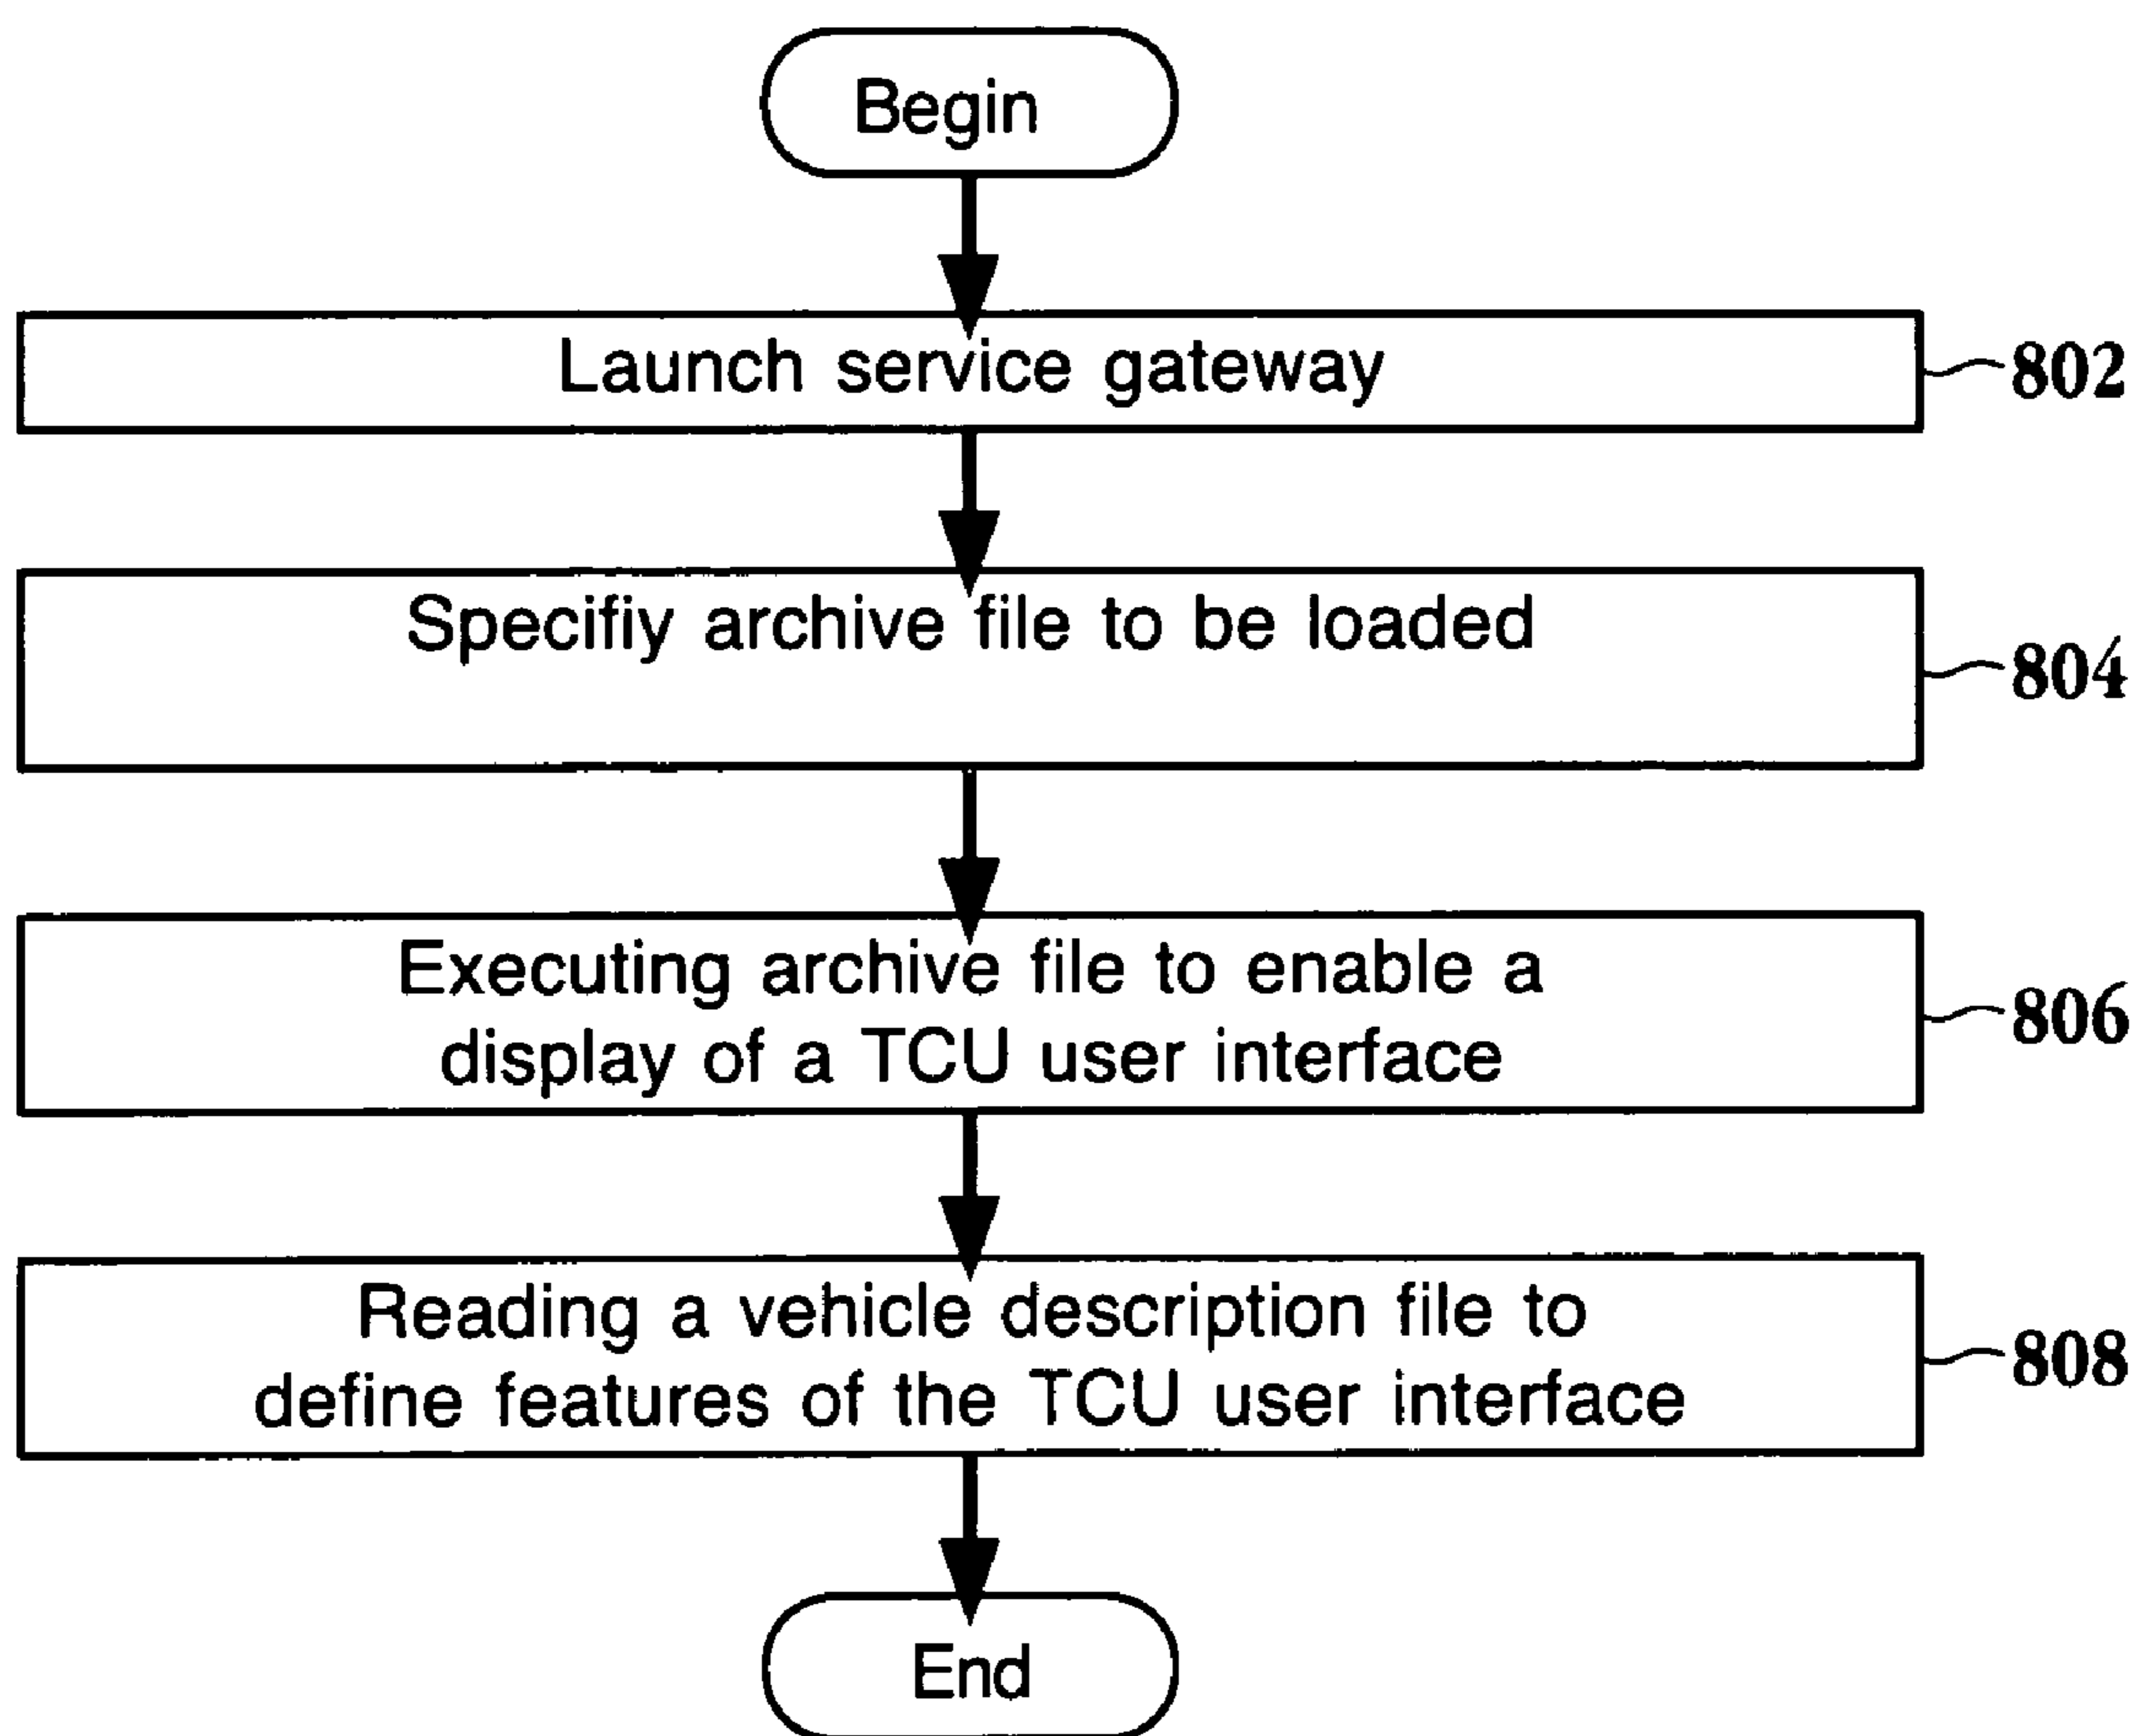 Begin
Launch service gateway
802
Specifiy archive file to be loaded
804
Executing archive file to enable a
display of a TCU user interface
806
Reading a vehicle description file to
define features of the TCU user interface
808
End